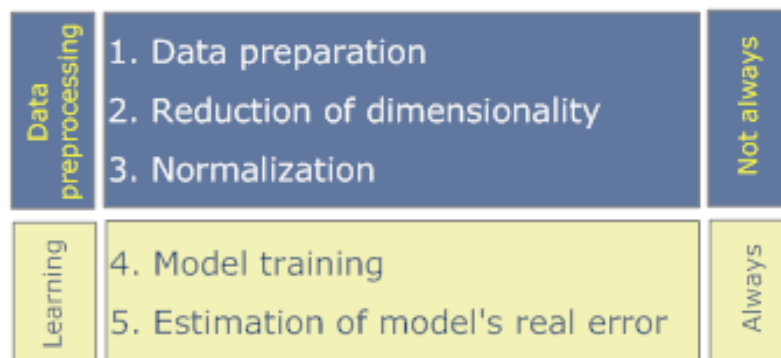 Data
preprocessing
1. Data preparation
2. Reduction of dimensionality
3. Normalization
Not always
Learning
4. Model training
5. Estimation of model's real error
Always